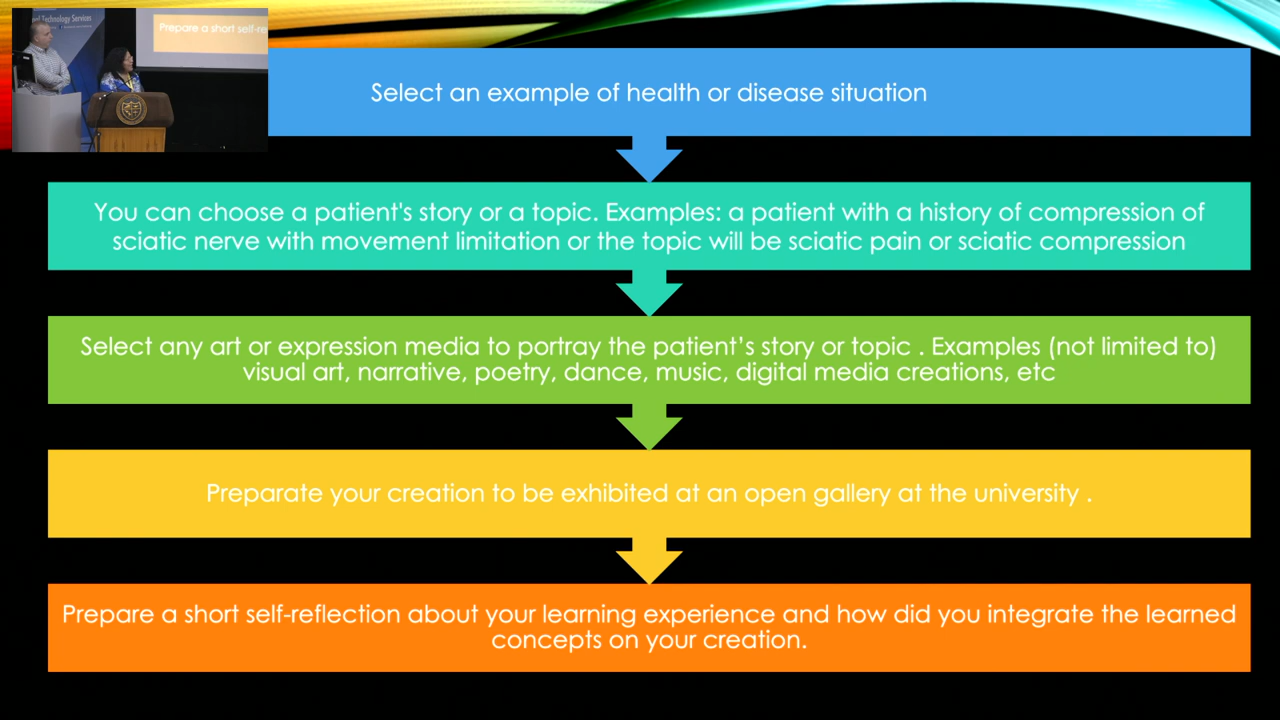 nd Technology Services
Prepare a short self-re
Select an example of health or disease situation
You can choose a patient's story or a topic. Examples: a patient with a history of compression of
sciatic nerve with movement limitation or the topic will be sciatic pain or sciatic compression
Select any art or expression media to portray the patient’s story or topic . Examples (not limited to)
visual art, narrative, poetry, dance, music, digital media creations, etc
Preparate your creation to be exhibited at an open gallery at the university .
Prepare a short self-reflection about your learning experience and how did you integrate the learned
concepts on your creation.